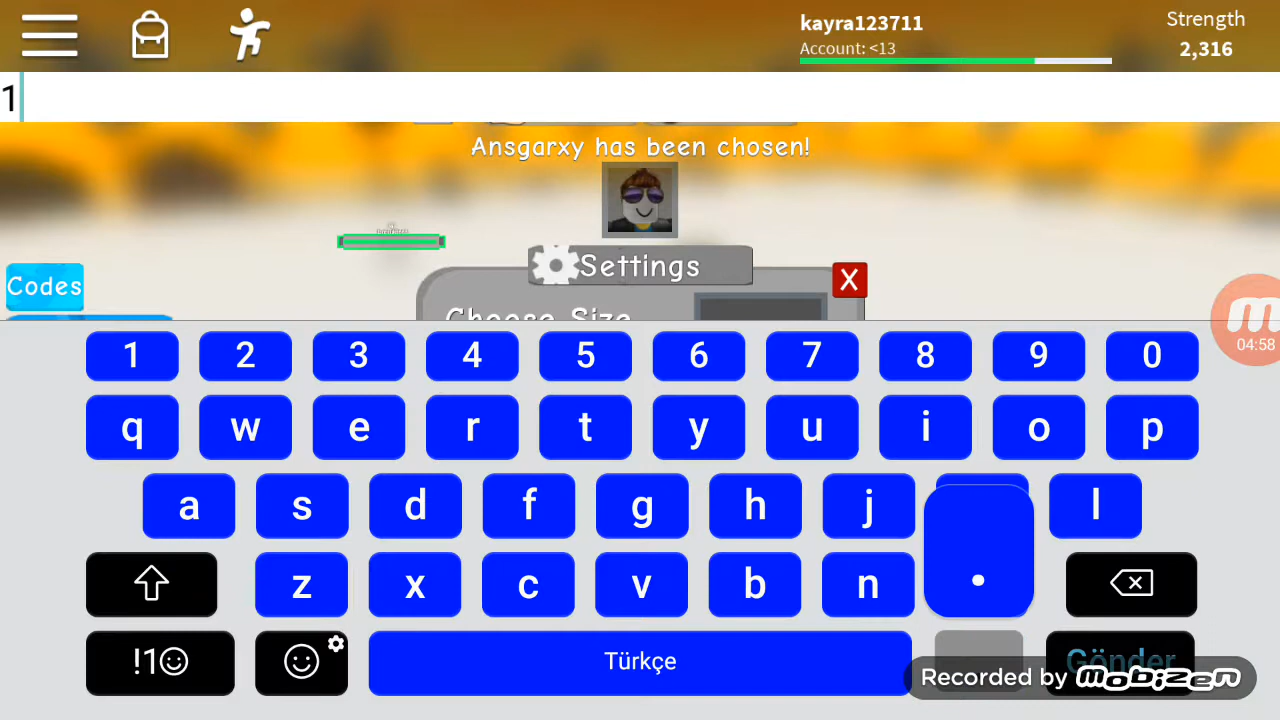 kayra123711
Account: <13
Strength
2,316
1
Ansgarxy has been chosen!
Settings
X
Codes
Choose Size
04:58
1 2 3 4 5 6 7 8 9 0
q w e r t y u i o p
a s d f g h j l
z x c v b n .
!1
Türkçe
Gönder
Recorded by mobizen